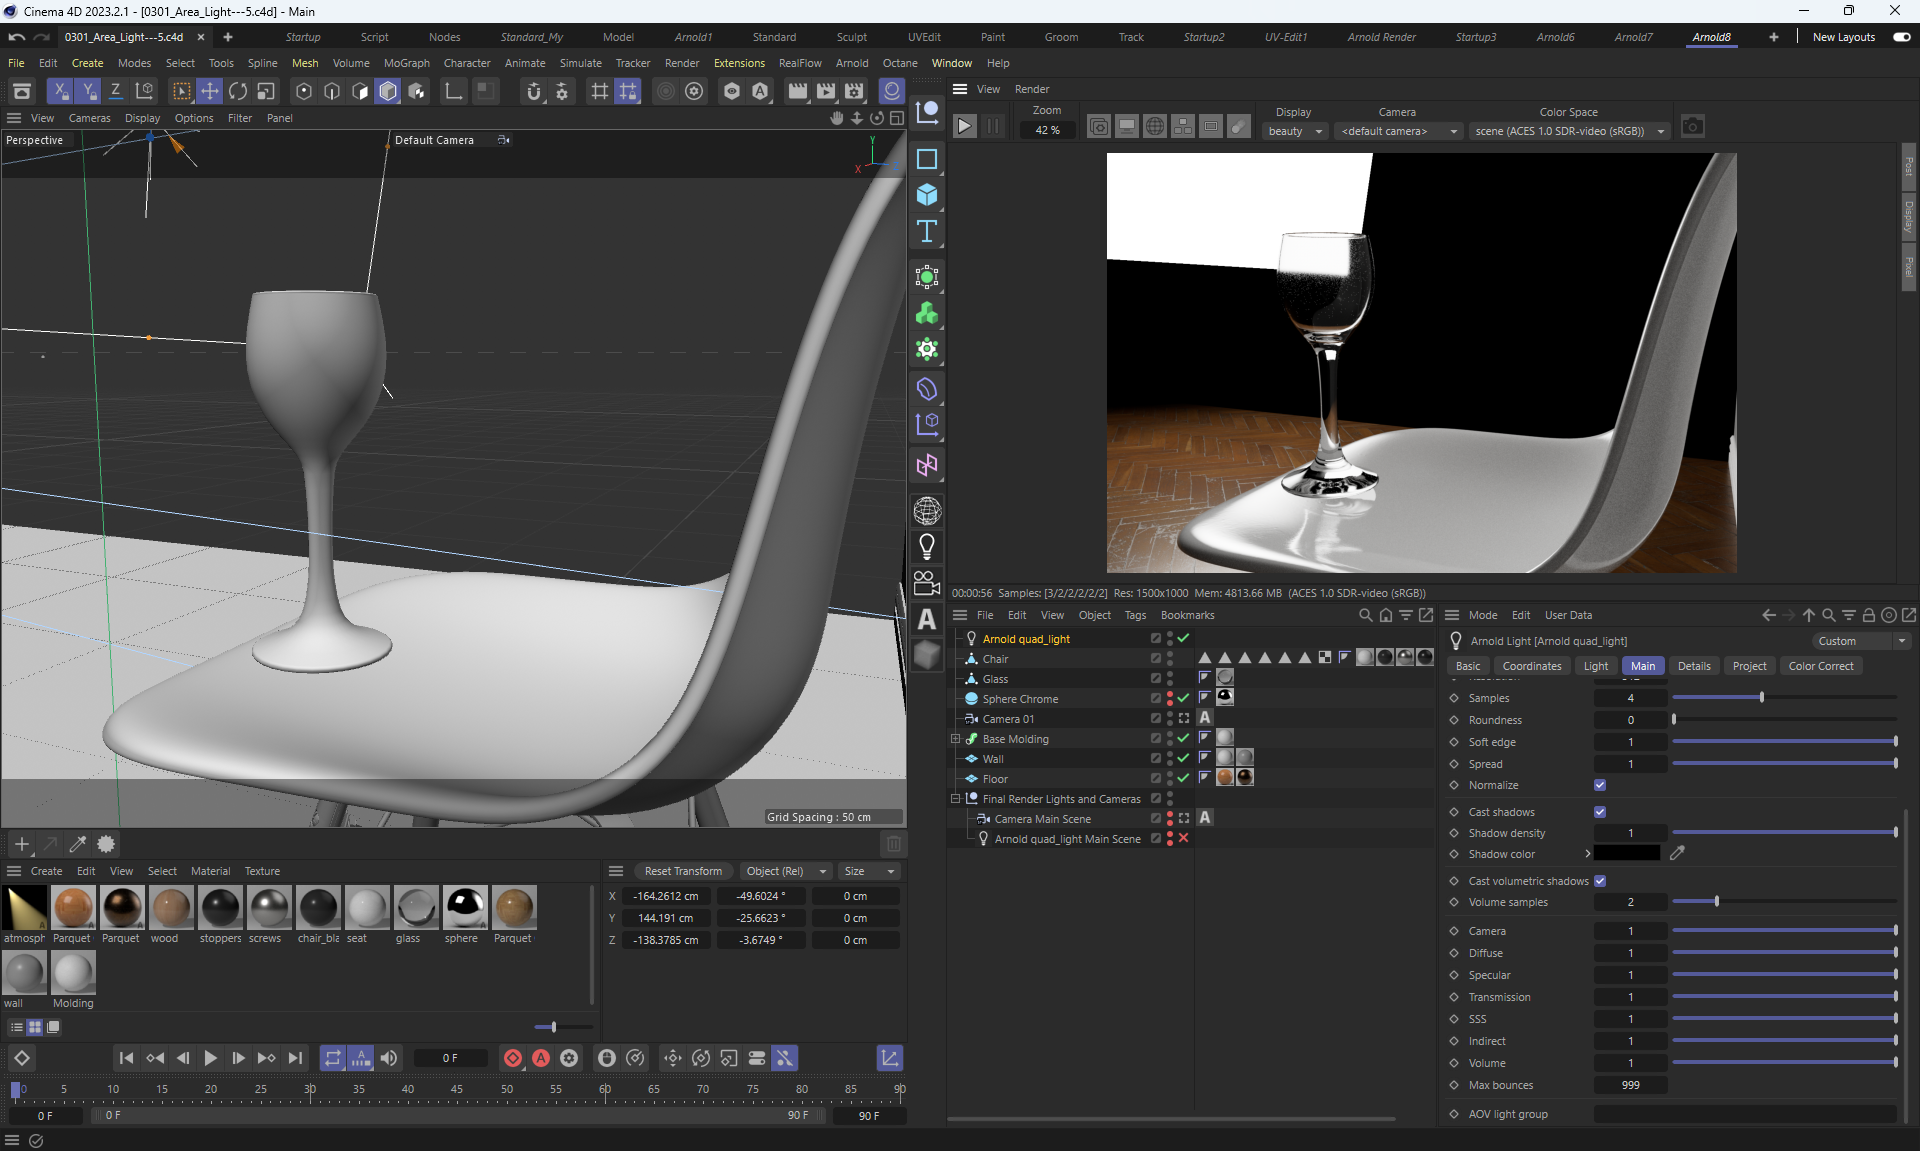 Cinema 4D 2023.2.1 - [0301_Area_Light---5.c4d] - Main
0301_Area_Light---5.c4d × + Startup Script Nodes Standard_My Model Arnold1 Standard Sculpt UVEdit Paint Groom Track Startup2 UV-Edit1 Arnold Render Startup3 Arnold6 Arnold7 Arnold8 + New Layouts
File Edit Create Modes Select Tools Spline Mesh Volume MoGraph Character Animate Simulate Tracker Render Extensions RealFlow Arnold Octane Window Help
View Render
Zoom Display Camera Color Space
42 % beauty <default camera> scene (ACES 1.0 SDR-video (sRGB))
View Cameras Display Options Filter Panel
Perspective Default Camera
Y
X
Post
Display
Pixel
Grid Spacing : 50 cm
00:00:56 Samples: [3/2/2/2/2/2] Res: 1500x1000 Mem: 4813.66 MB (ACES 1.0 SDR-video (sRGB))
File Edit View Object Tags Bookmarks
Arnold quad_light
Chair
Glass
Sphere Chrome
Camera 01
Base Molding
Wall
Floor
Final Render Lights and Cameras
Camera Main Scene
Arnold quad_light Main Scene
Mode Edit User Data
Arnold Light [Arnold quad_light] Custom
Basic Coordinates Light Main Details Project Color Correct
Samples 4
Roundness 0
Soft edge 1
Spread 1
Normalize
Cast shadows
Shadow density 1
Shadow color
Cast volumetric shadows
Volume samples 2
Camera 1
Diffuse 1
Specular 1
Transmission 1
SSS 1
Indirect 1
Volume 1
Max bounces 999
AOV light group
Create Edit View Select Material Texture
atmosph Parquet Parquet wood stoppers screws chair_bla seat glass sphere Parquet
wall Molding
Reset Transform Object (Rel) Size
X -164.2612 cm -49.6024 ° 0 cm
Y 144.191 cm -25.6623 ° 0 cm
Z -138.3785 cm -3.6749 ° 0 cm
0 F
0 5 10 15 20 25 30 35 40 45 50 55 60 65 70 75 80 85 90
0 F 0 F 90 F 90 F